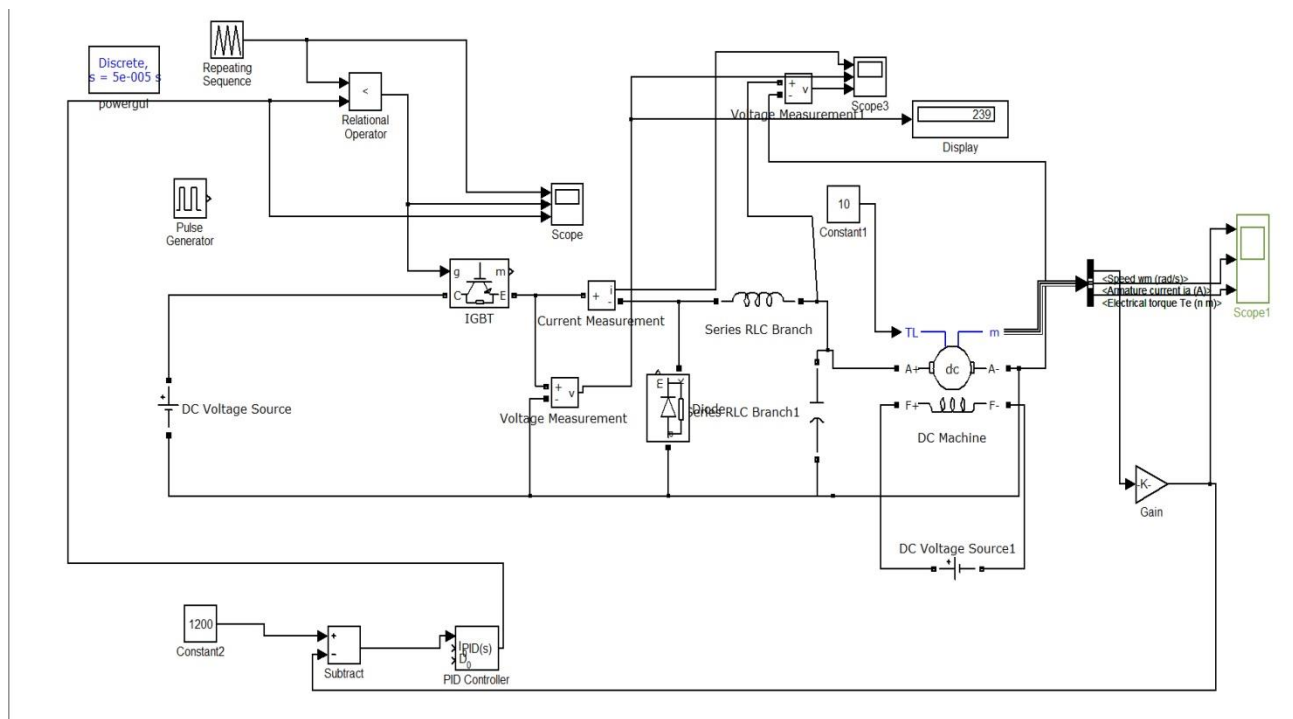 Discrete,
s = 5e-005 s
powergui
Repeating
Sequence
<
Relational
Operator
Pulse
Generator
Scope
+
-
v
Voltage Measurement1
Scope3
239
Display
10
Constant1
g
m
C
E
IGBT
+
i
-
Current Measurement
Series RLC Branch
<Speed wm (rad/s)>
<Armature current ia (A)>
<Electrical torque Te (n m)>
Scope1
TL
m
A+
dc
A-
F+
F-
DC Machine
+
DC Voltage Source
+
-
v
Voltage Measurement
E
Diode
Series RLC Branch1
-K-
Gain
DC Voltage Source1
+
1200
Constant2
+
-
Subtract
PID(s)
D
0
PID Controller